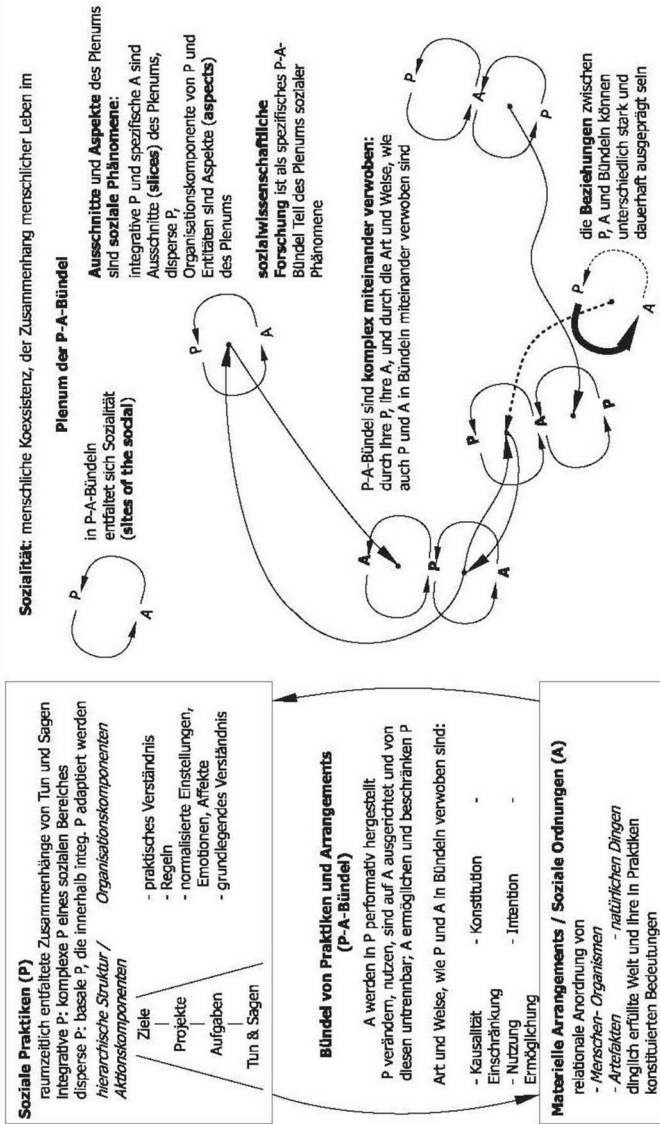 Soziale Praktiken (P)
raumzeitlich entfaltete Zusammenhänge von Tun und Sagen
integrative P: komplexe P eines sozialen Bereiches
disperse P: basale P, die innerhalb integ. P adaptiert werden
hierarchische Struktur /
Aktionskomponenten
Organisationskomponenten
Ziele
Projekte
Aufgaben
Tun & Sagen
- praktisches Verständnis
- Regeln
- normalisierte Einstellungen,
Emotionen, Affekte
- grundlegendes Verständnis
Bündel von Praktiken und Arrangements
(P-A-Bündel)
A werden in P performativ hergestellt
P verändern, nutzen, sind auf A ausgerichtet und von
diesen untrennbar; A ermöglichen und beschränken P
Art und Weise, wie P und A in Bündeln verwoben sind:
- Kausalität - Konstitution -
Einschränkung
- Nutzung - Intention -
Ermöglichung
Materielle Arrangements / Soziale Ordnungen (A)
relationale Anordnung von
- Menschen- Organismen
- Artefakten - natürlichen Dingen
dinglich erfüllte Welt und ihre in Praktiken
konstituierten Bedeutungen
Sozialität: menschliche Koexsistenz, der Zusammenhang menschlicher Leben im
Plenum der P-A-Bündel
P
A
in P-A-Bündeln
entfaltet sich Sozialität
(sites of the social)
Ausschnitte und Aspekte des Plenums
sind soziale Phänomene:
integrative P und spezifische A sind
Ausschnitte (slices) des Plenums,
disperse P,
Organisationskomponente von P und
Entitäten sind Aspekte (aspects)
des Plenums
P
A
sozialwissenschaftliche
Forschung ist als spezifisches P-A-
Bündel Teil des Plenums sozialer
Phänomene
A
P
A
P-A-Bündel sind komplex miteinander verwoben:
durch ihre P, ihre A, und durch die Art und Weise, wie
auch P und A in Bündeln miteinander verwoben sind
P
A
P
P
A
P
P
A
die Beziehungen zwischen
P, A und Bündeln können
unterschiedlich stark und
dauerhaft ausgeprägt sein